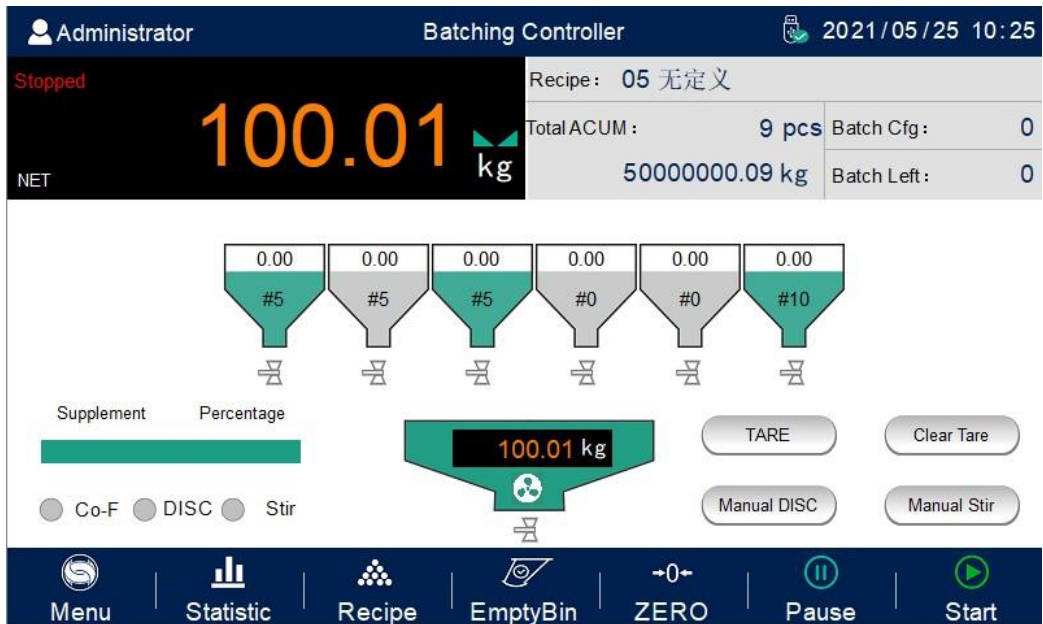 Administrator Batching Controller 2021/05/25 10:25
Stopped
100.01 kg
NET
Recipe： 05 无定义
Total ACUM： 9 pcs
50000000.09 kg
Batch Cfg： 0
Batch Left： 0
0.00 0.00 0.00 0.00 0.00 0.00
#5 #5 #5 #0 #0 #10
Supplement Percentage
100.01 kg
TARE Clear Tare
Co-F DISC Stir
Manual DISC Manual Stir
→0←
Menu Statistic Recipe EmptyBin ZERO Pause Start